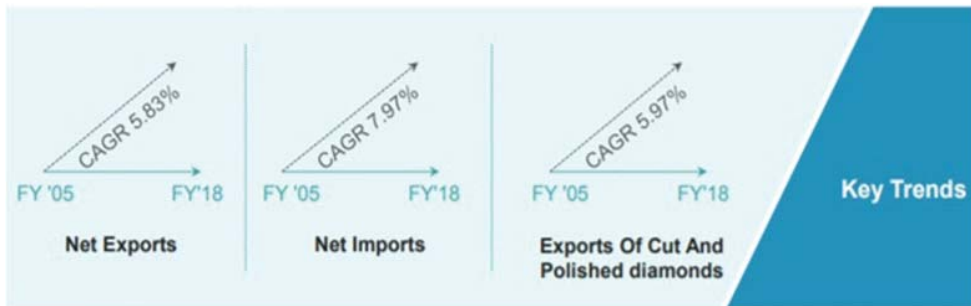 CAGR 5.83%
FY '05
FY'18
Net Exports
CAGR 7.97%
FY '05
FY'18
Net Imports
CAGR 5.97%
FY '05
FY'18
Exports Of Cut And
Polished diamonds
Key Trends